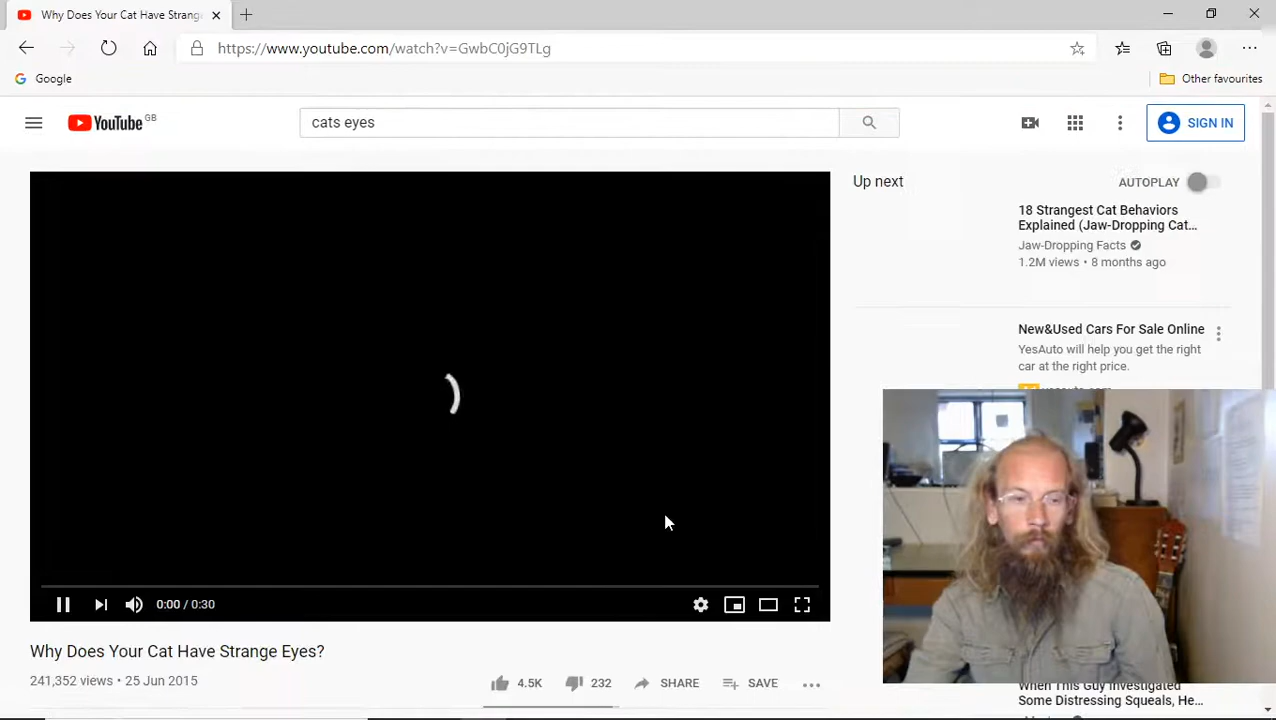 Why Does Your Cat Have Strang
https://www.youtube.com/watch?v=GwbC0jG9TLg
Google
Other favourites
YouTube GB
cats eyes
SIGN IN
Up next
AUTOPLAY
18 Strangest Cat Behaviors
Explained (Jaw-Dropping Cat...
Jaw-Dropping Facts
1.2M views • 8 months ago
New&Used Cars For Sale Online
YesAuto will help you get the right
car at the right price.
0:00 / 0:30
Why Does Your Cat Have Strange Eyes?
241,352 views • 25 Jun 2015
4.5K
232
SHARE
SAVE
When This Guy Investigated
Some Distressing Squeals, He...